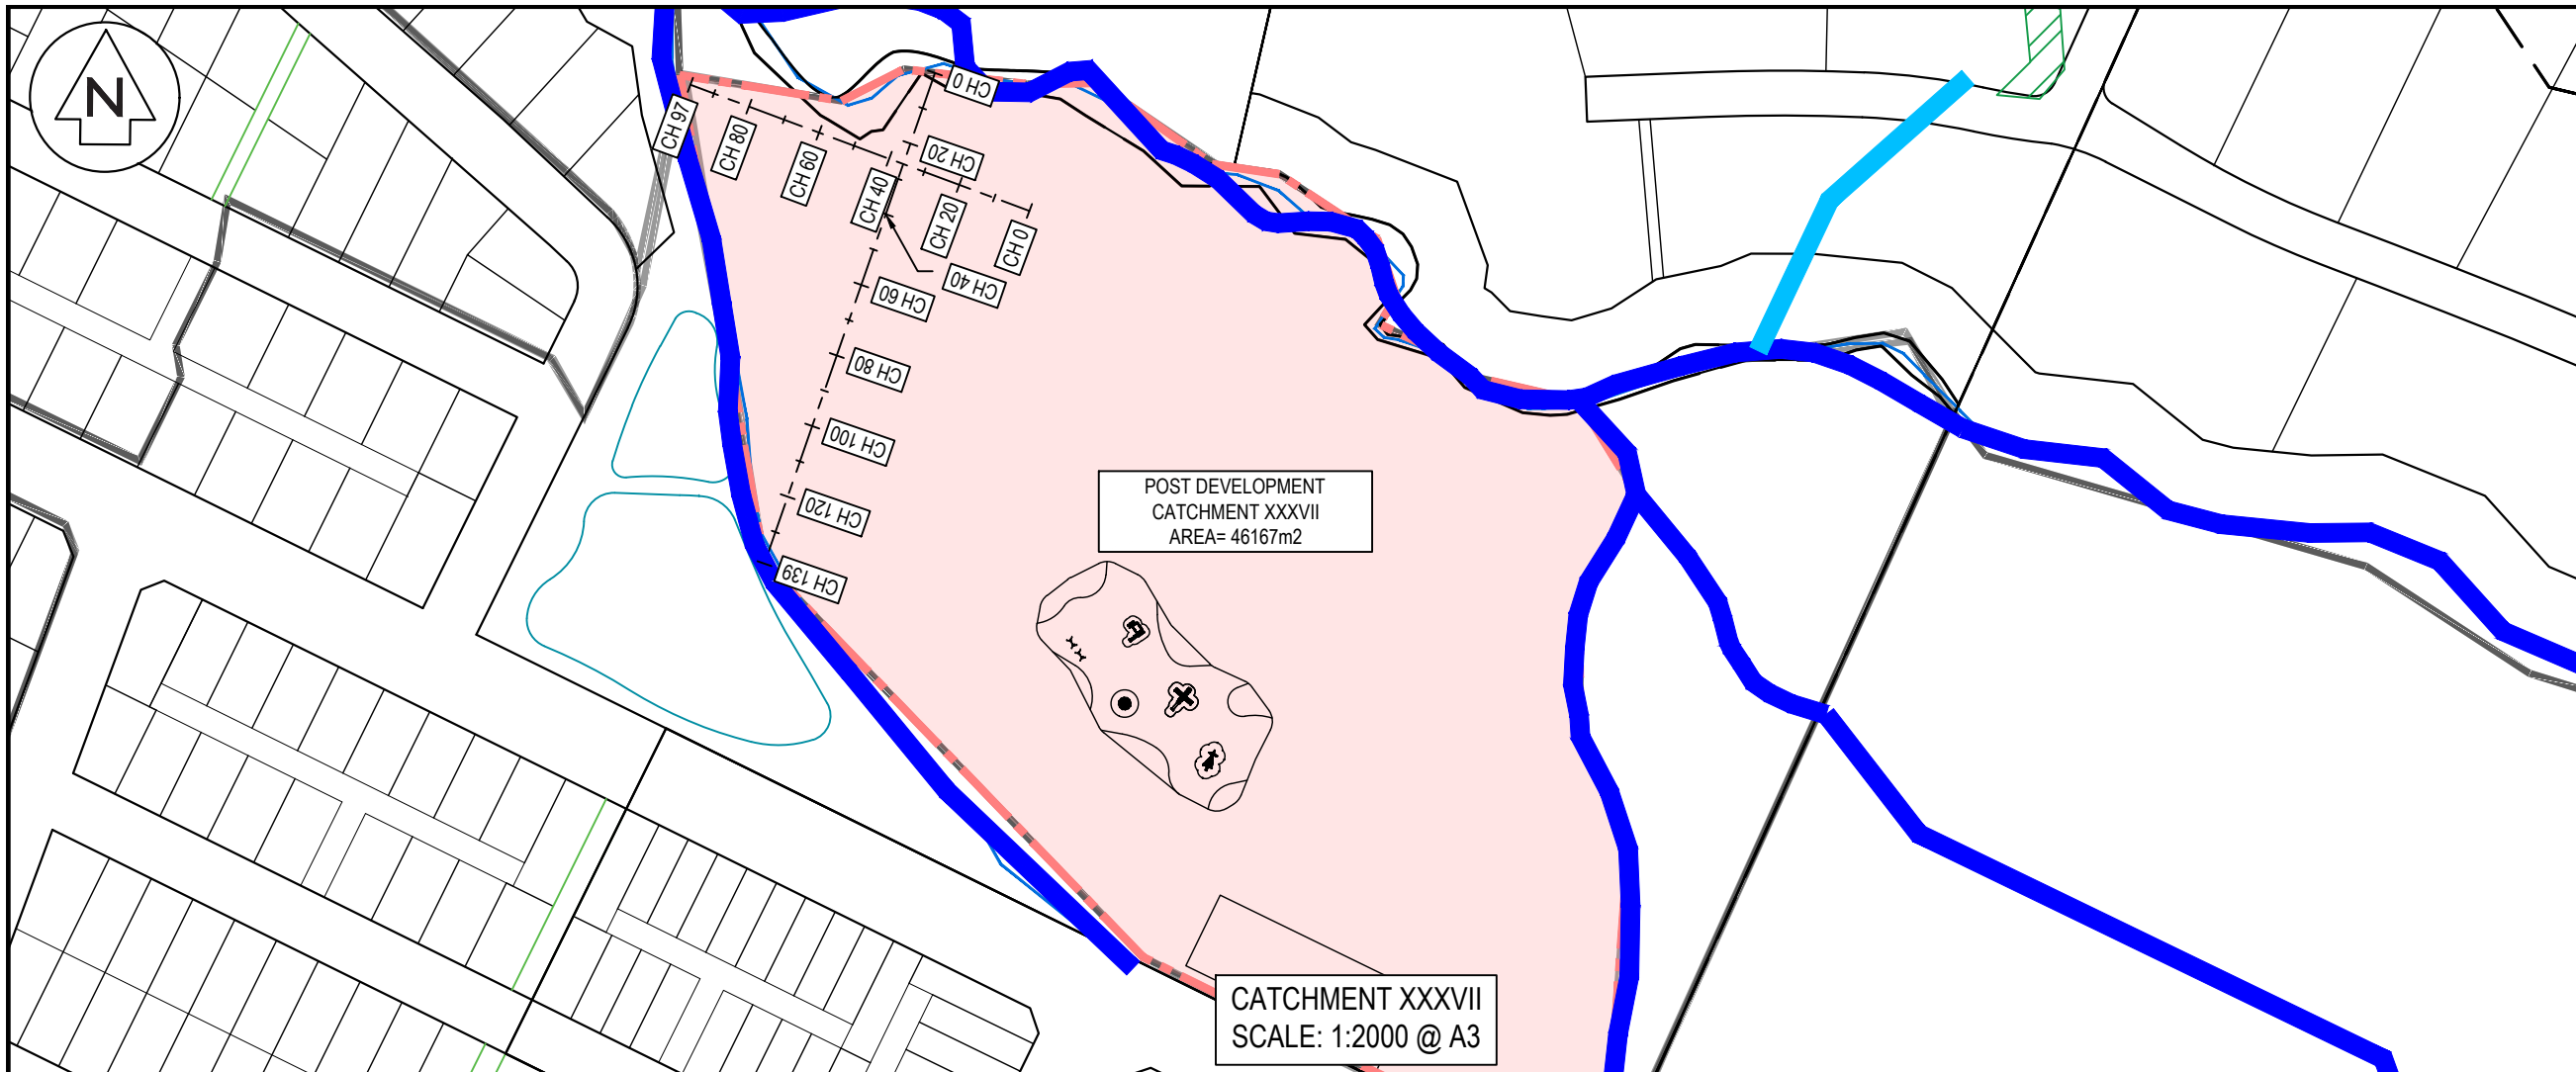 N
CH 97
CH 80
CH 60
CH 40
CH 20
CH 0
CH 0
CH 20
CH 40
CH 60
CH 80
CH 100
CH 120
CH 139
POST DEVELOPMENT
CATCHMENT XXXVII
AREA= 46167m2
CATCHMENT XXXVII
SCALE: 1:2000 @ A3